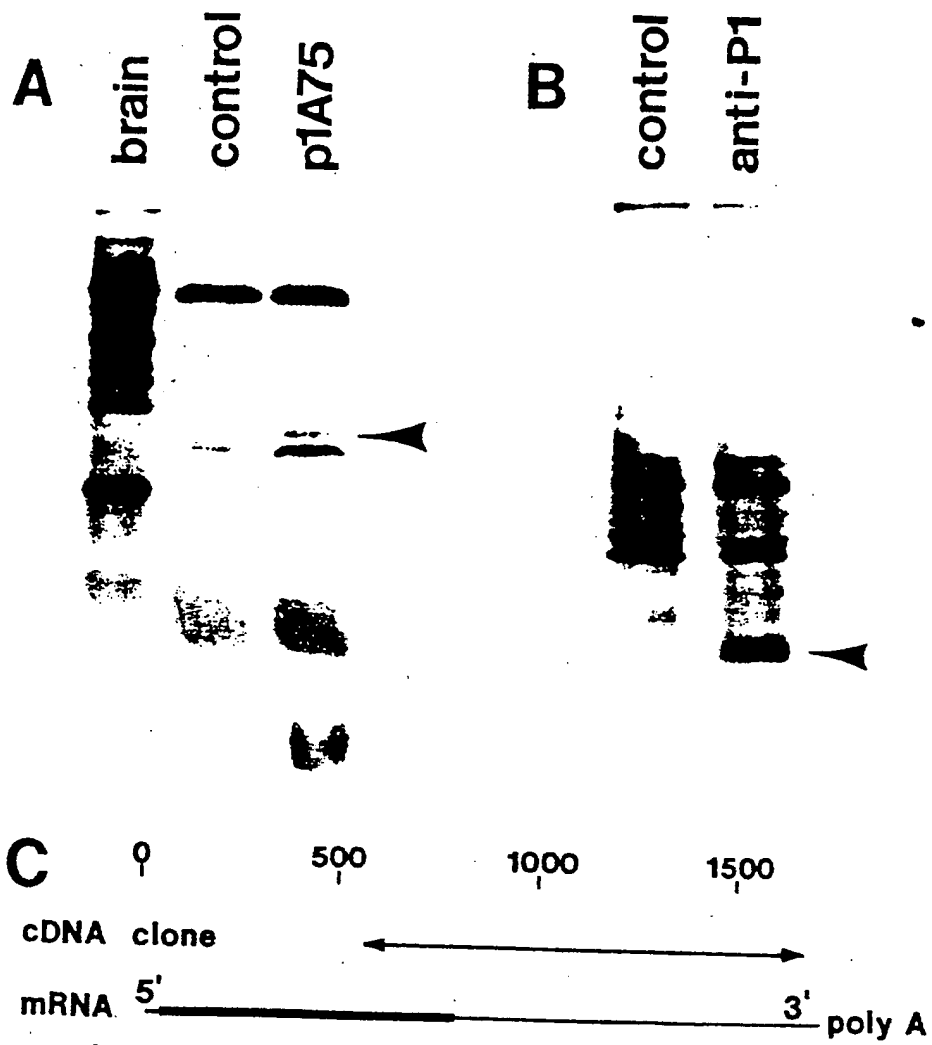 A
brain
control
p1A75
B
control
anti-P1
C
0 500 1000 1500
cDNA clone
mRNA 5' 3' poly A